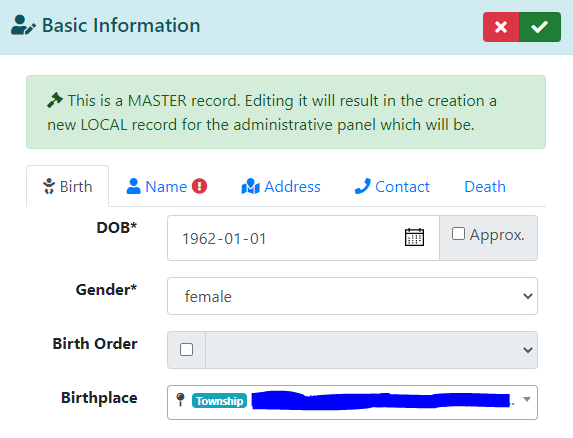 Basic Information
This is a MASTER record. Editing it will result in the creation a
new LOCAL record for the administrative panel which will be.
Birth Name Address Contact Death
DOB* 1962-01-01 Approx.
Gender* female
Birth Order
Birthplace Township